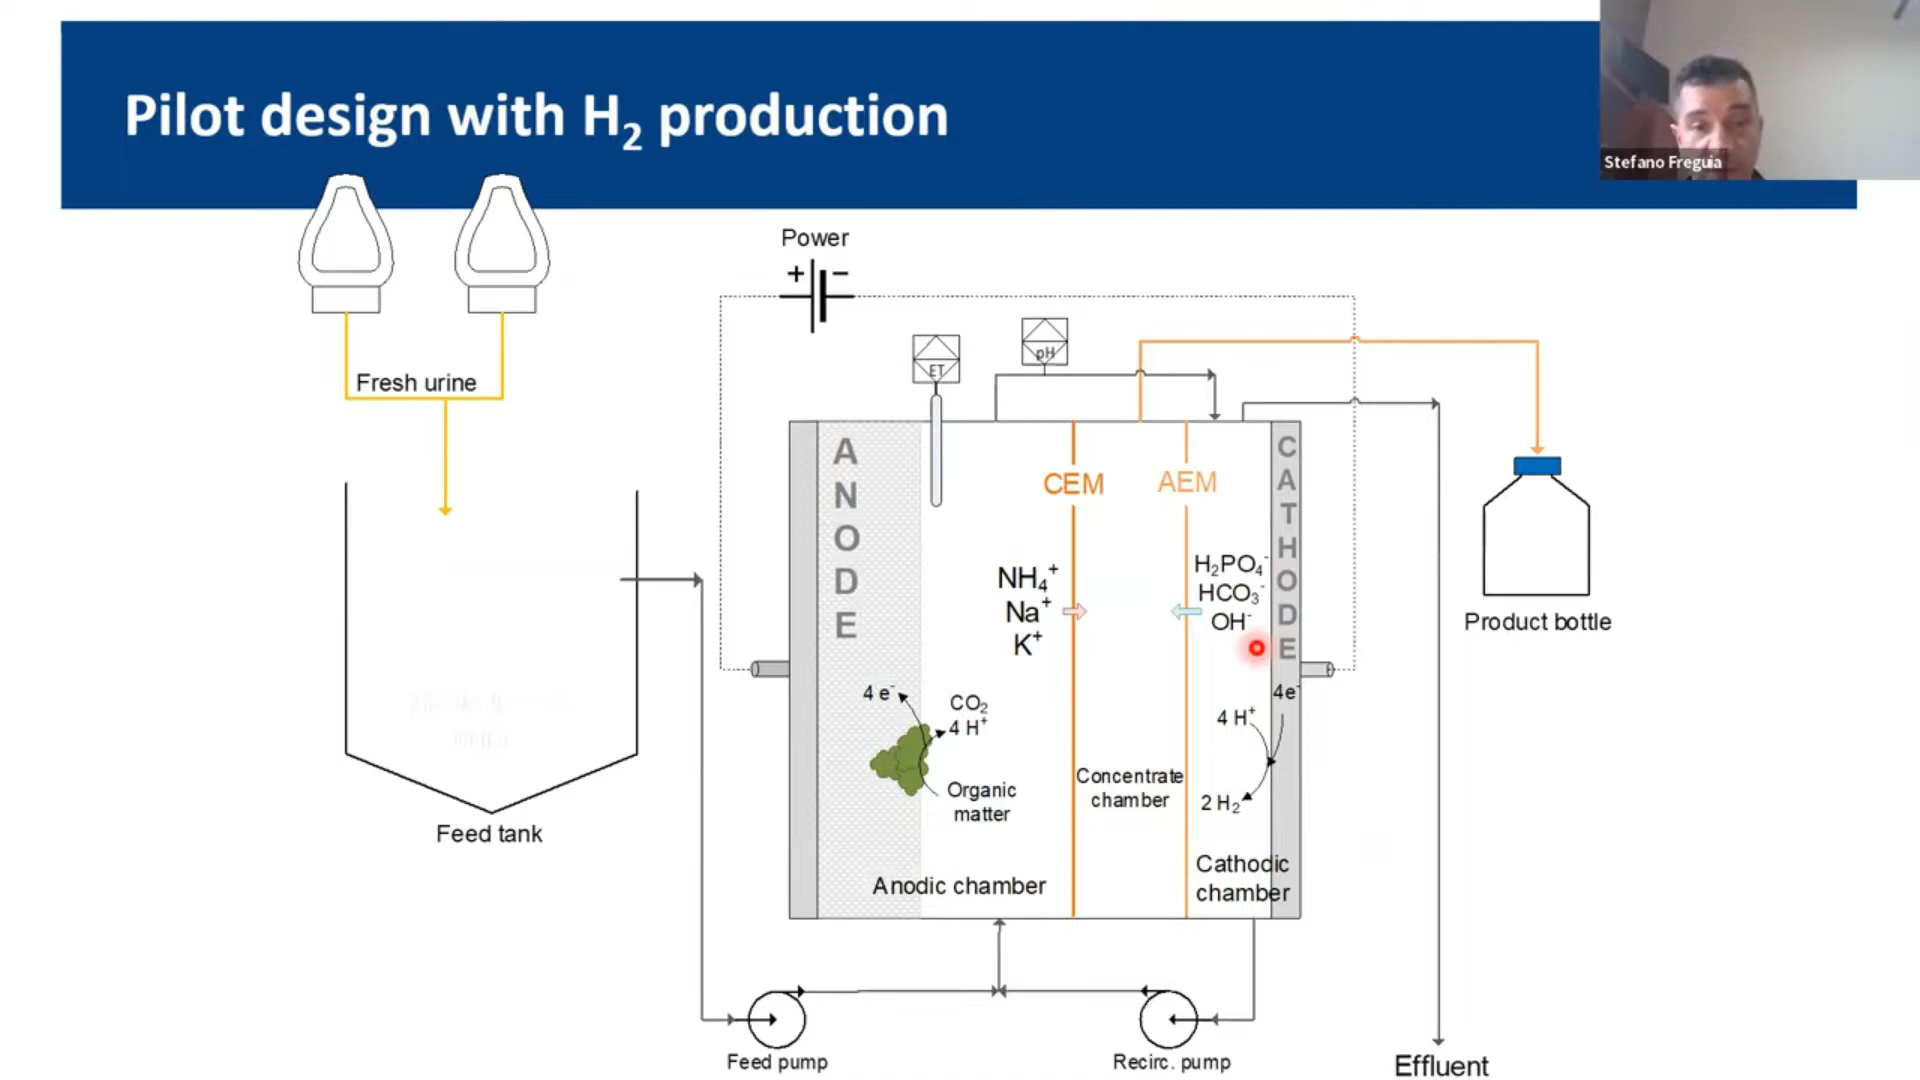 Pilot design with H₂ production
Stefano Freguia
Power
+ −
pH
ET
Fresh urine
ANODE
CEM
AEM
CATHODE
NH₄⁺
Na⁺
K⁺
H₂PO₄⁻
HCO₃⁻
OH⁻
Product bottle
4 e⁻
CO₂
4 H⁺
Organic
matter
Concentrate
chamber
4e⁻
4 H⁺
2 H₂
Feed tank
Anodic chamber
Cathodic
chamber
Feed pump
Recirc. pump
Effluent